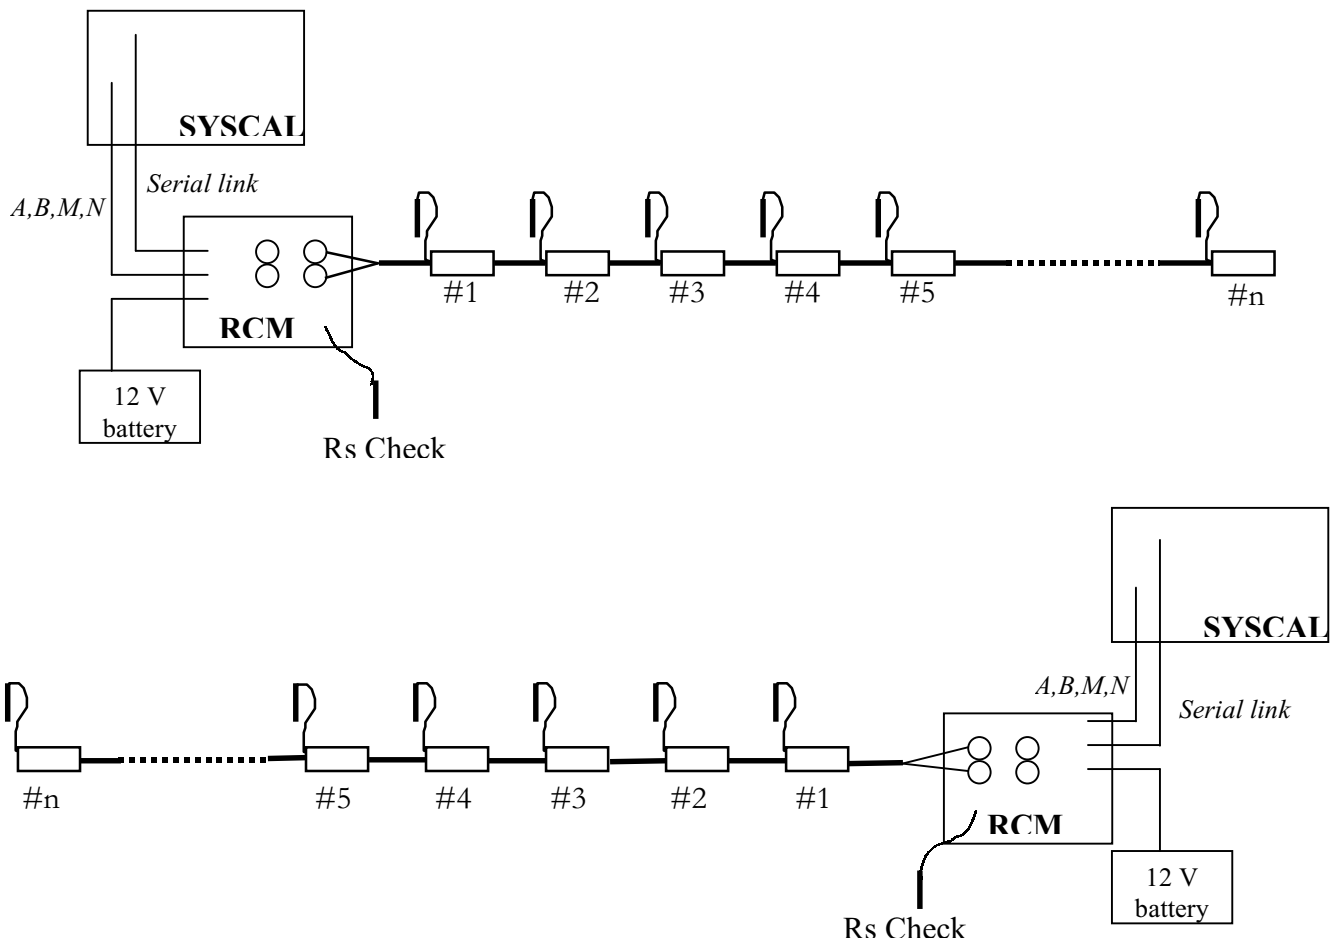 SYSCAL
Serial link
A,B,M,N
#1 #2 #3 #4 #5 #n
RCM
12 V
battery
Rs Check
SYSCAL
A,B,M,N
Serial link
#n #5 #4 #3 #2 #1
RCM
12 V
battery
Rs Check